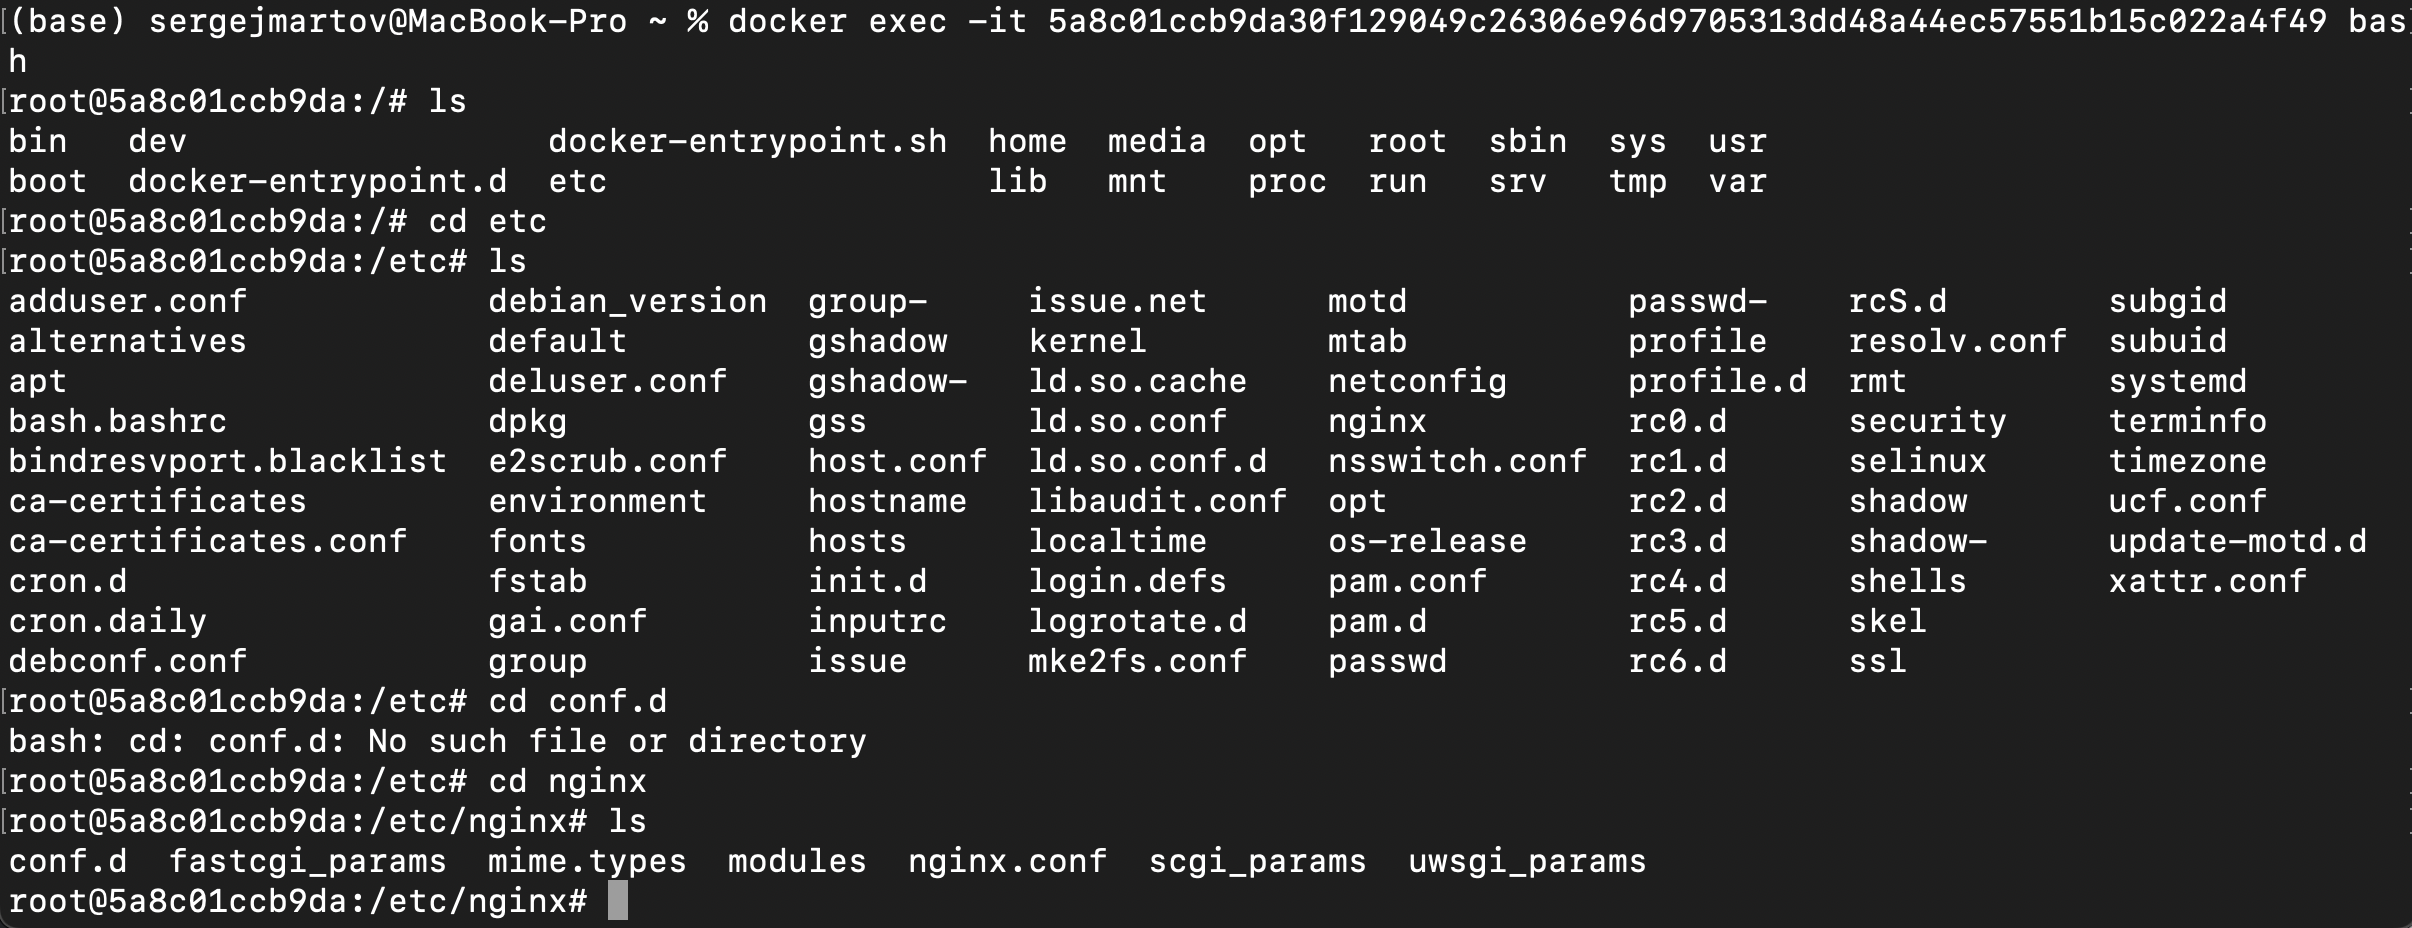 (base) sergejmartov@MacBook-Pro ~ % docker exec -it 5a8c01ccb9da30f129049c26306e96d9705313dd48a44ec57551b15c022a4f49 bas
h
root@5a8c01ccb9da:/# ls
bin   dev                  docker-entrypoint.sh  home  media  opt   root  sbin  sys  usr
boot  docker-entrypoint.d  etc                   lib   mnt    proc  run   srv   tmp  var
root@5a8c01ccb9da:/# cd etc
root@5a8c01ccb9da:/etc# ls
adduser.conf            debian_version  group-     issue.net      motd           passwd-    rcS.d        subgid
alternatives            default         gshadow    kernel         mtab           profile    resolv.conf  subuid
apt                     deluser.conf    gshadow-   ld.so.cache    netconfig      profile.d  rmt          systemd
bash.bashrc             dpkg            gss        ld.so.conf     nginx          rc0.d      security     terminfo
bindresvport.blacklist  e2scrub.conf    host.conf  ld.so.conf.d   nsswitch.conf  rc1.d      selinux      timezone
ca-certificates         environment     hostname   libaudit.conf  opt            rc2.d      shadow       ucf.conf
ca-certificates.conf    fonts           hosts      localtime      os-release     rc3.d      shadow-      update-motd.d
cron.d                  fstab           init.d     login.defs     pam.conf       rc4.d      shells       xattr.conf
cron.daily              gai.conf        inputrc    logrotate.d    pam.d          rc5.d      skel
debconf.conf            group           issue      mke2fs.conf    passwd         rc6.d      ssl
root@5a8c01ccb9da:/etc# cd conf.d
bash: cd: conf.d: No such file or directory
root@5a8c01ccb9da:/etc# cd nginx
root@5a8c01ccb9da:/etc/nginx# ls
conf.d  fastcgi_params  mime.types  modules  nginx.conf  scgi_params  uwsgi_params
root@5a8c01ccb9da:/etc/nginx#